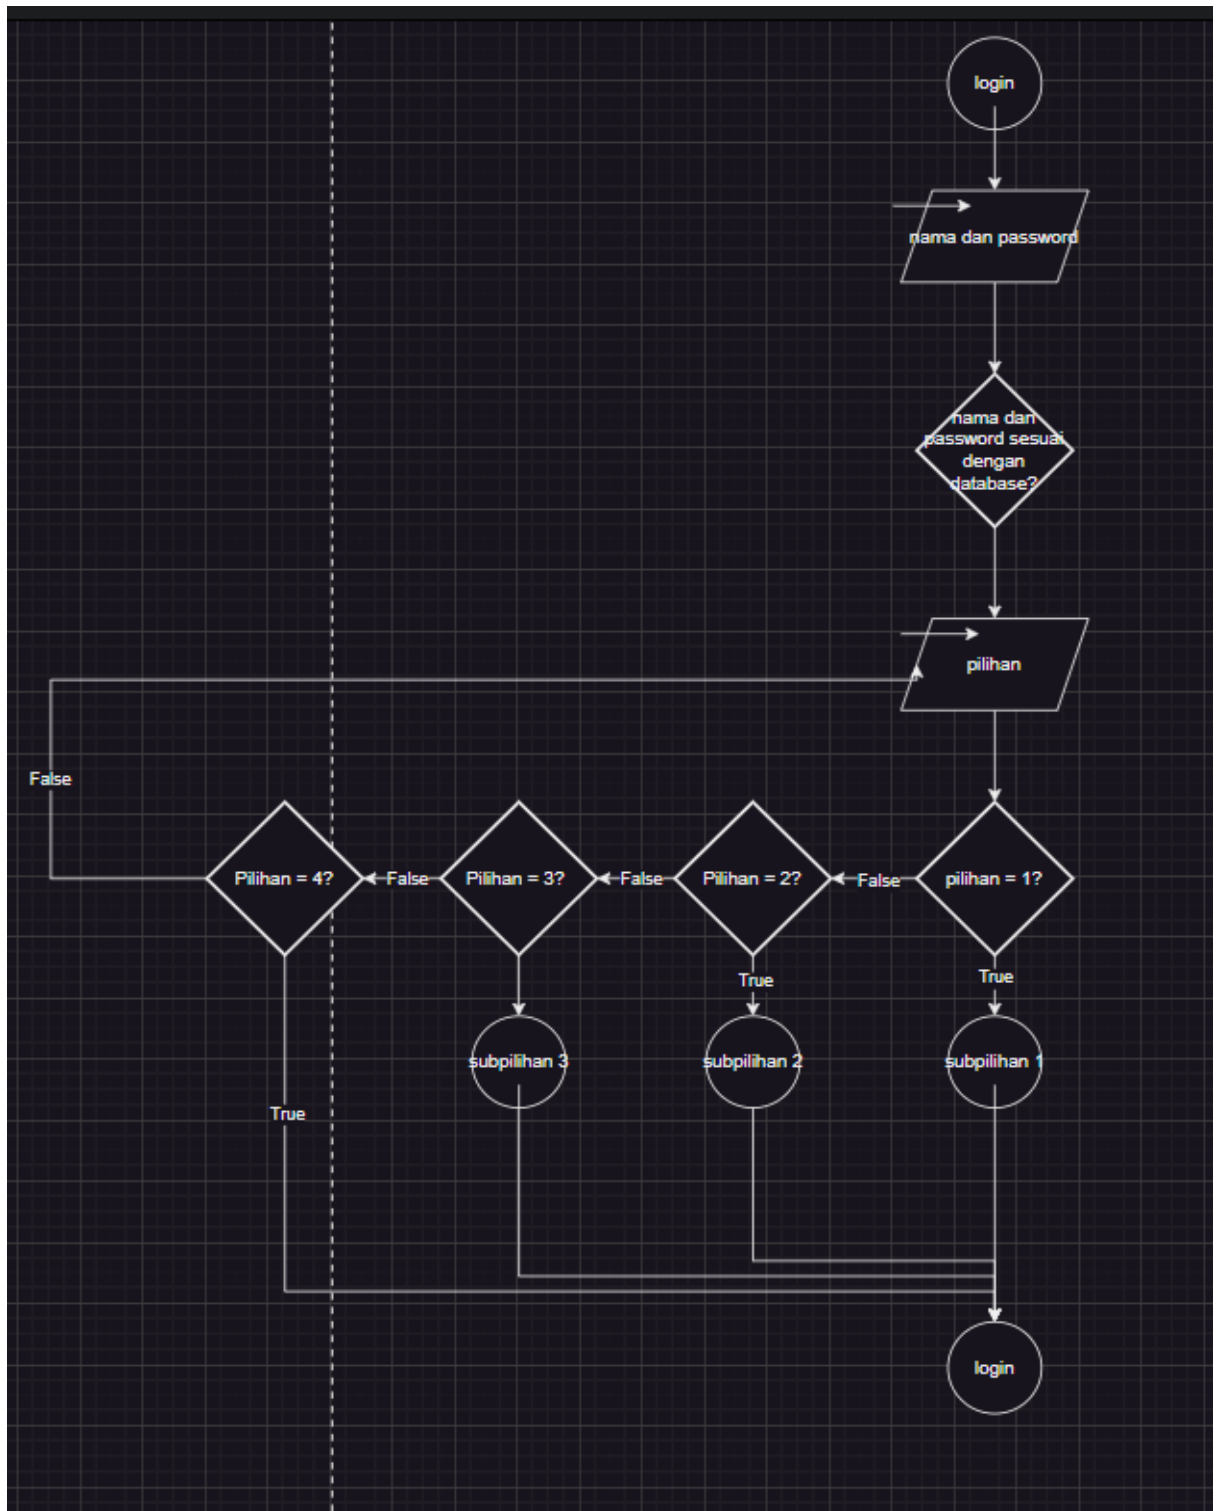 login
nama dan password
nama dan
password sesuai
dengan
database?
pilihan
False
Pilihan = 4?
False
Pilihan = 3?
False
Pilihan = 2?
False
pilihan = 1?
True
True
subpilihan 3
subpilihan 2
subpilihan 1
True
login